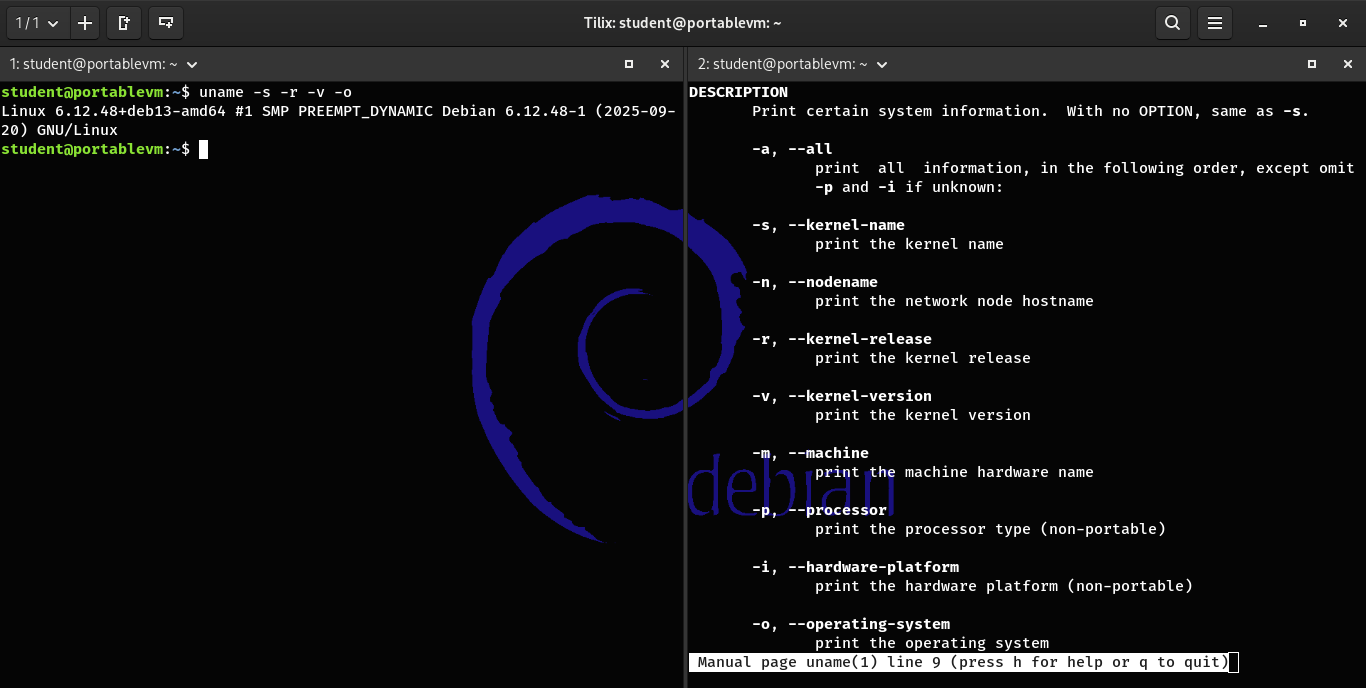 1 / 1
Tilix: student@portablevm: ~
1: student@portablevm: ~
student@portablevm:~$ uname -s -r -v -o
Linux 6.12.48+deb13-amd64 #1 SMP PREEMPT_DYNAMIC Debian 6.12.48-1 (2025-09-
20) GNU/Linux
student@portablevm:~$
2: student@portablevm: ~
DESCRIPTION
Print certain system information.  With no OPTION, same as -s.
-a, --all
print  all  information, in the following order, except omit
-p and -i if unknown:
-s, --kernel-name
print the kernel name
-n, --nodename
print the network node hostname
-r, --kernel-release
print the kernel release
-v, --kernel-version
print the kernel version
-m, --machine
print the machine hardware name
debian
-p, --processor
print the processor type (non-portable)
-i, --hardware-platform
print the hardware platform (non-portable)
-o, --operating-system
print the operating system
Manual page uname(1) line 9 (press h for help or q to quit)